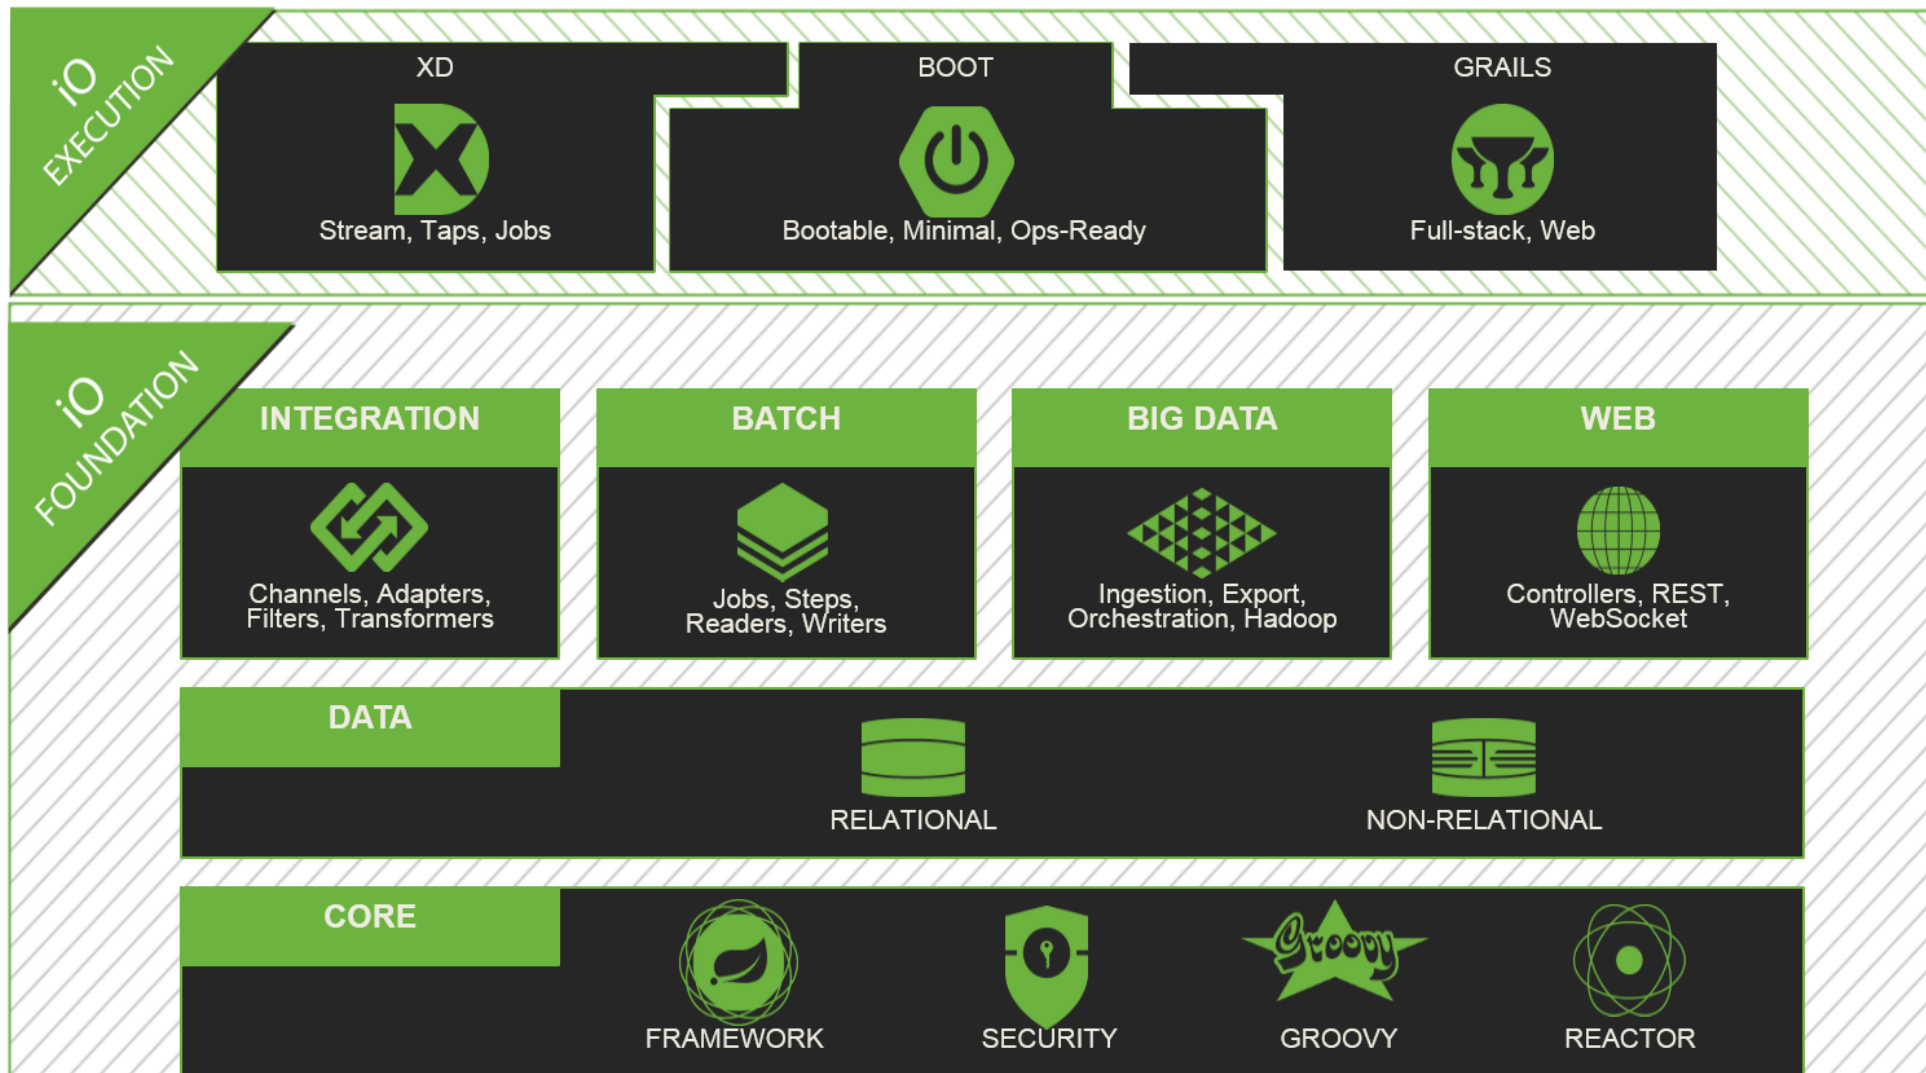 iO
EXECUTION
XD
Stream, Taps, Jobs
BOOT
Bootable, Minimal, Ops-Ready
GRAILS
Full-stack, Web
iO
FOUNDATION
INTEGRATION
Channels, Adapters,
Filters, Transformers
BATCH
Jobs, Steps,
Readers, Writers
BIG DATA
Ingestion, Export,
Orchestration, Hadoop
WEB
Controllers, REST,
WebSocket
DATA
RELATIONAL
NON-RELATIONAL
CORE
FRAMEWORK
SECURITY
Groovy
GROOVY
REACTOR